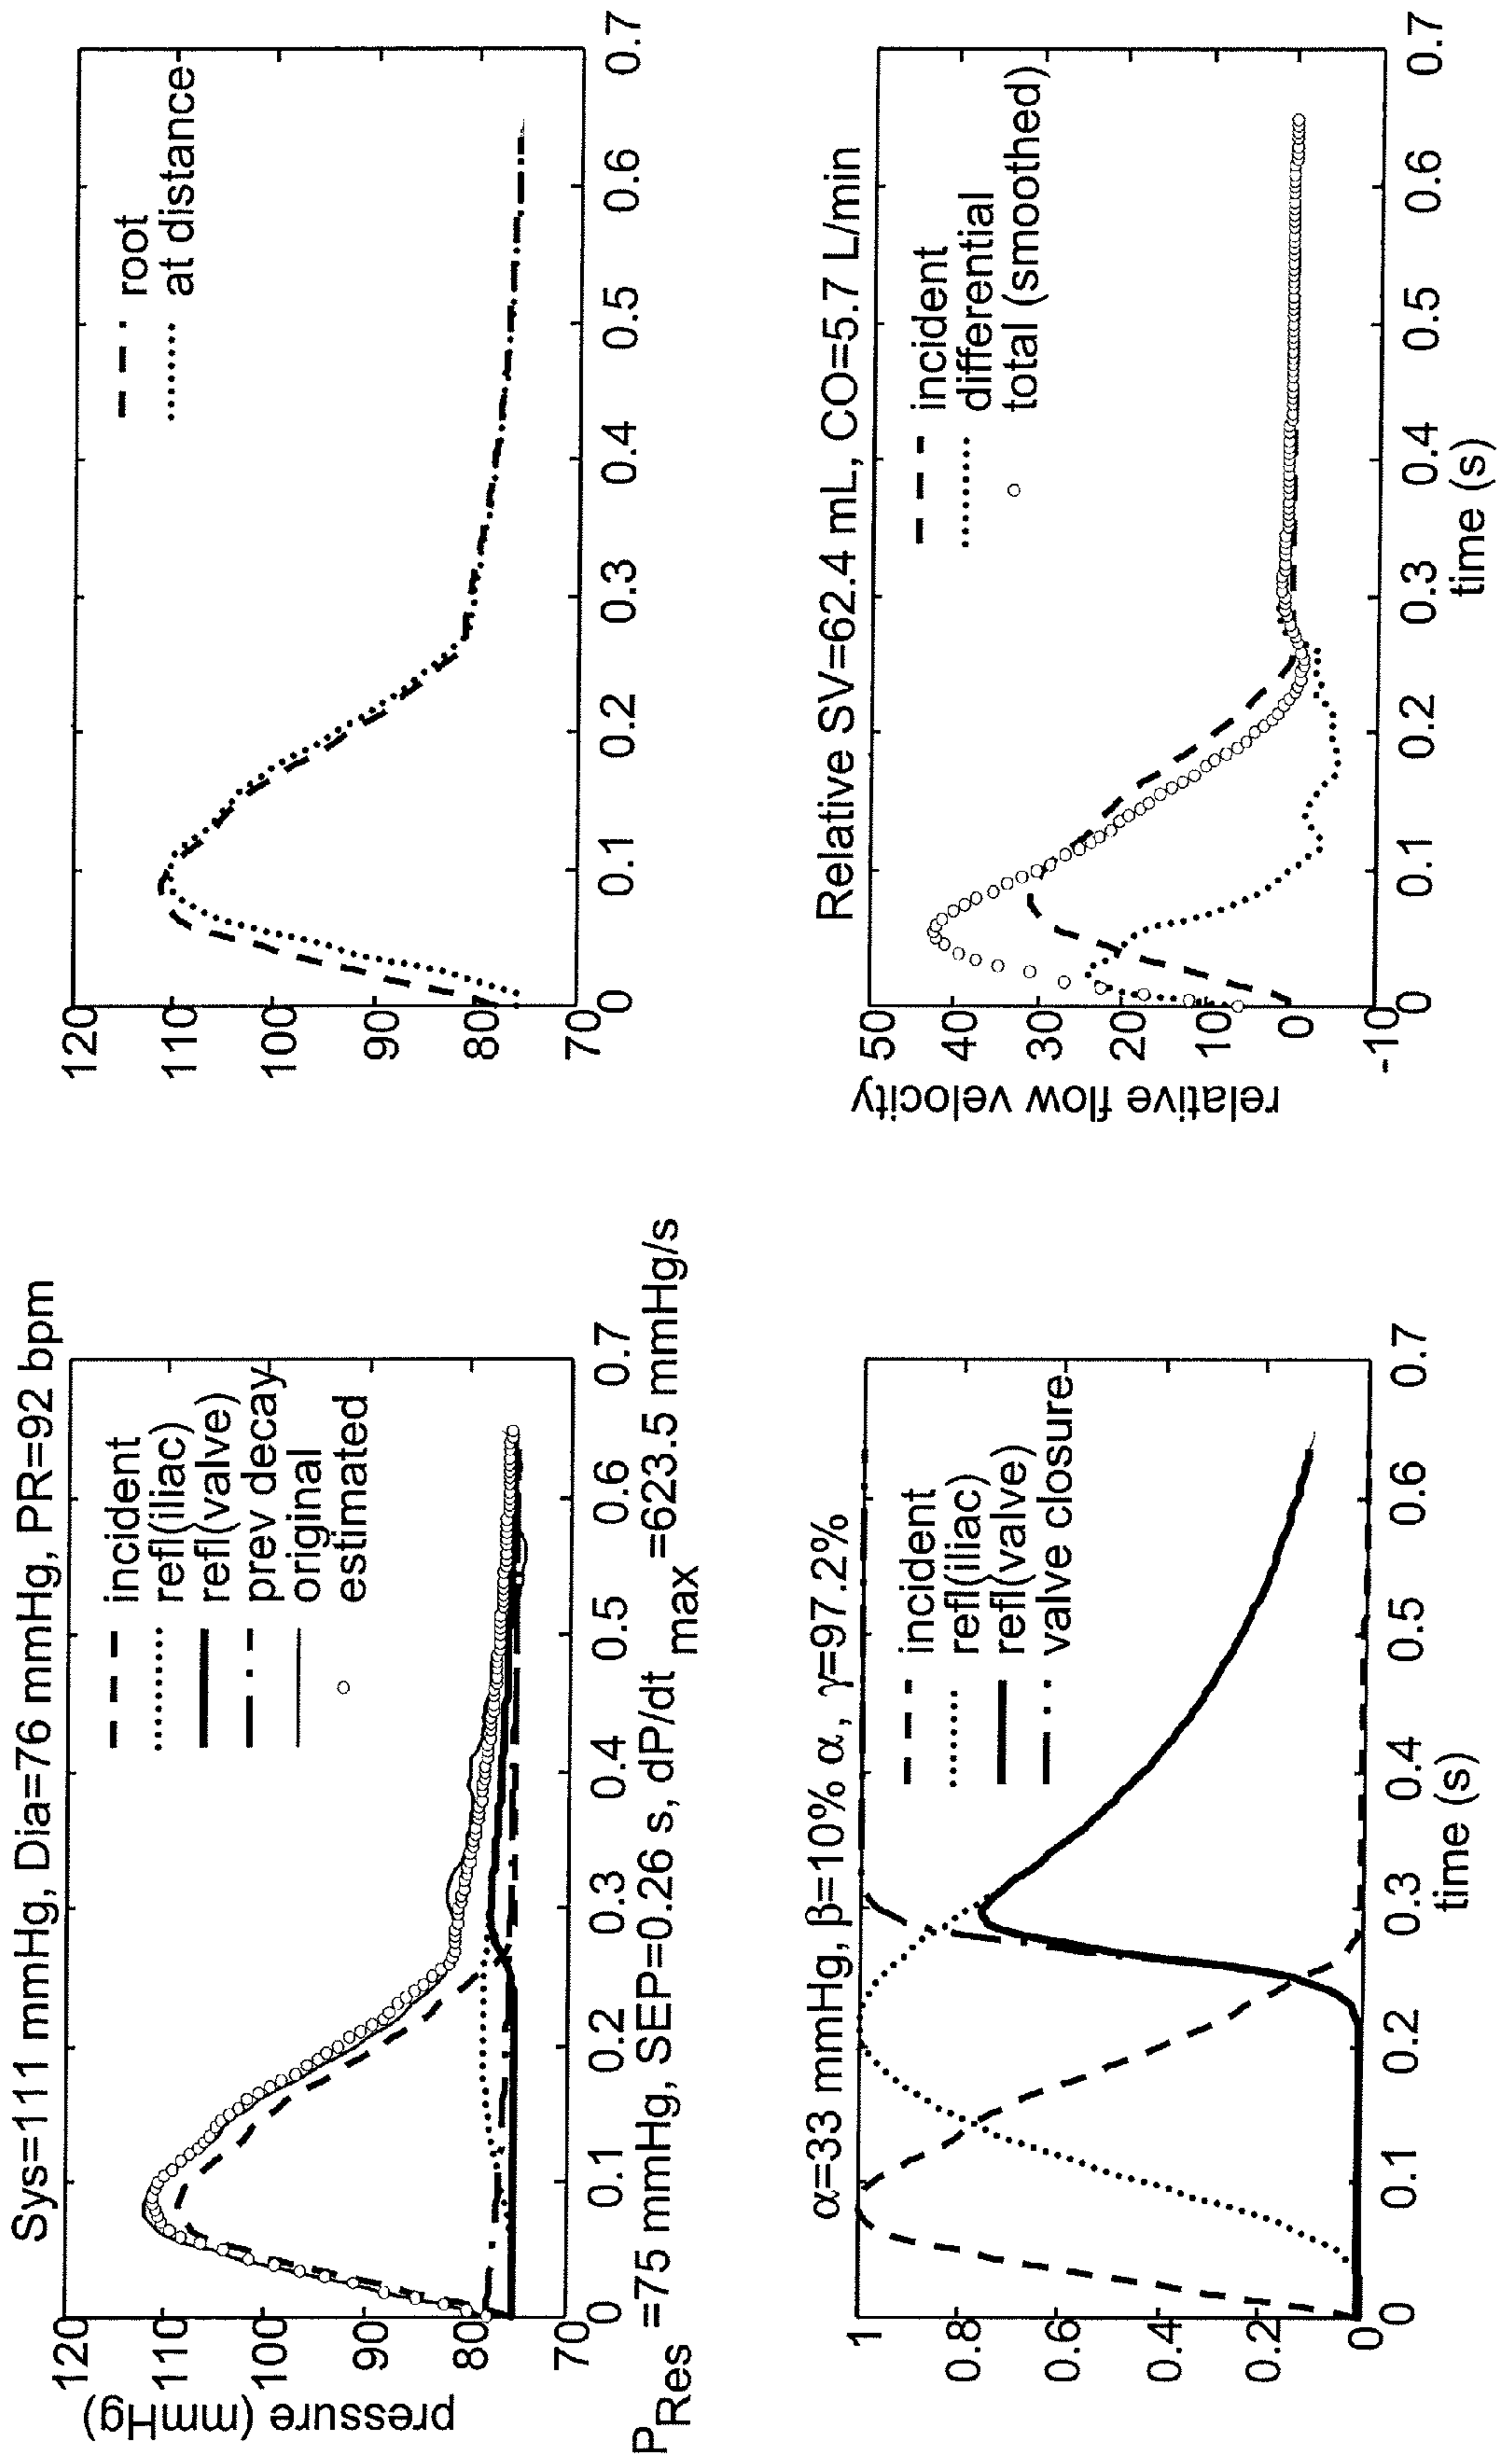 Sys=111 mmHg, Dia=76 mmHg, PR=92 bpm
pressure (mmHg)
120
110
100
90
80
70
0 0.1 0.2 0.3 0.4 0.5 0.6 0.7
incident
refl(iliac)
refl(valve)
prev decay
original
estimated
P_Res =75 mmHg, SEP=0.26 s, dP/dt_max =623.5 mmHg/s
120
110
100
90
80
70
0 0.1 0.2 0.3 0.4 0.5 0.6 0.7
root
at distance
α=33 mmHg, β=10% α, γ=97.2%
1
0.8
0.6
0.4
0.2
0
0 0.1 0.2 0.3 0.4 0.5 0.6 0.7
time (s)
incident
refl(iliac)
refl(valve)
valve closure
Relative SV=62.4 mL, CO=5.7 L/min
relative flow velocity
50
40
30
20
10
0
-10
0 0.1 0.2 0.3 0.4 0.5 0.6 0.7
time (s)
incident
differential
total (smoothed)